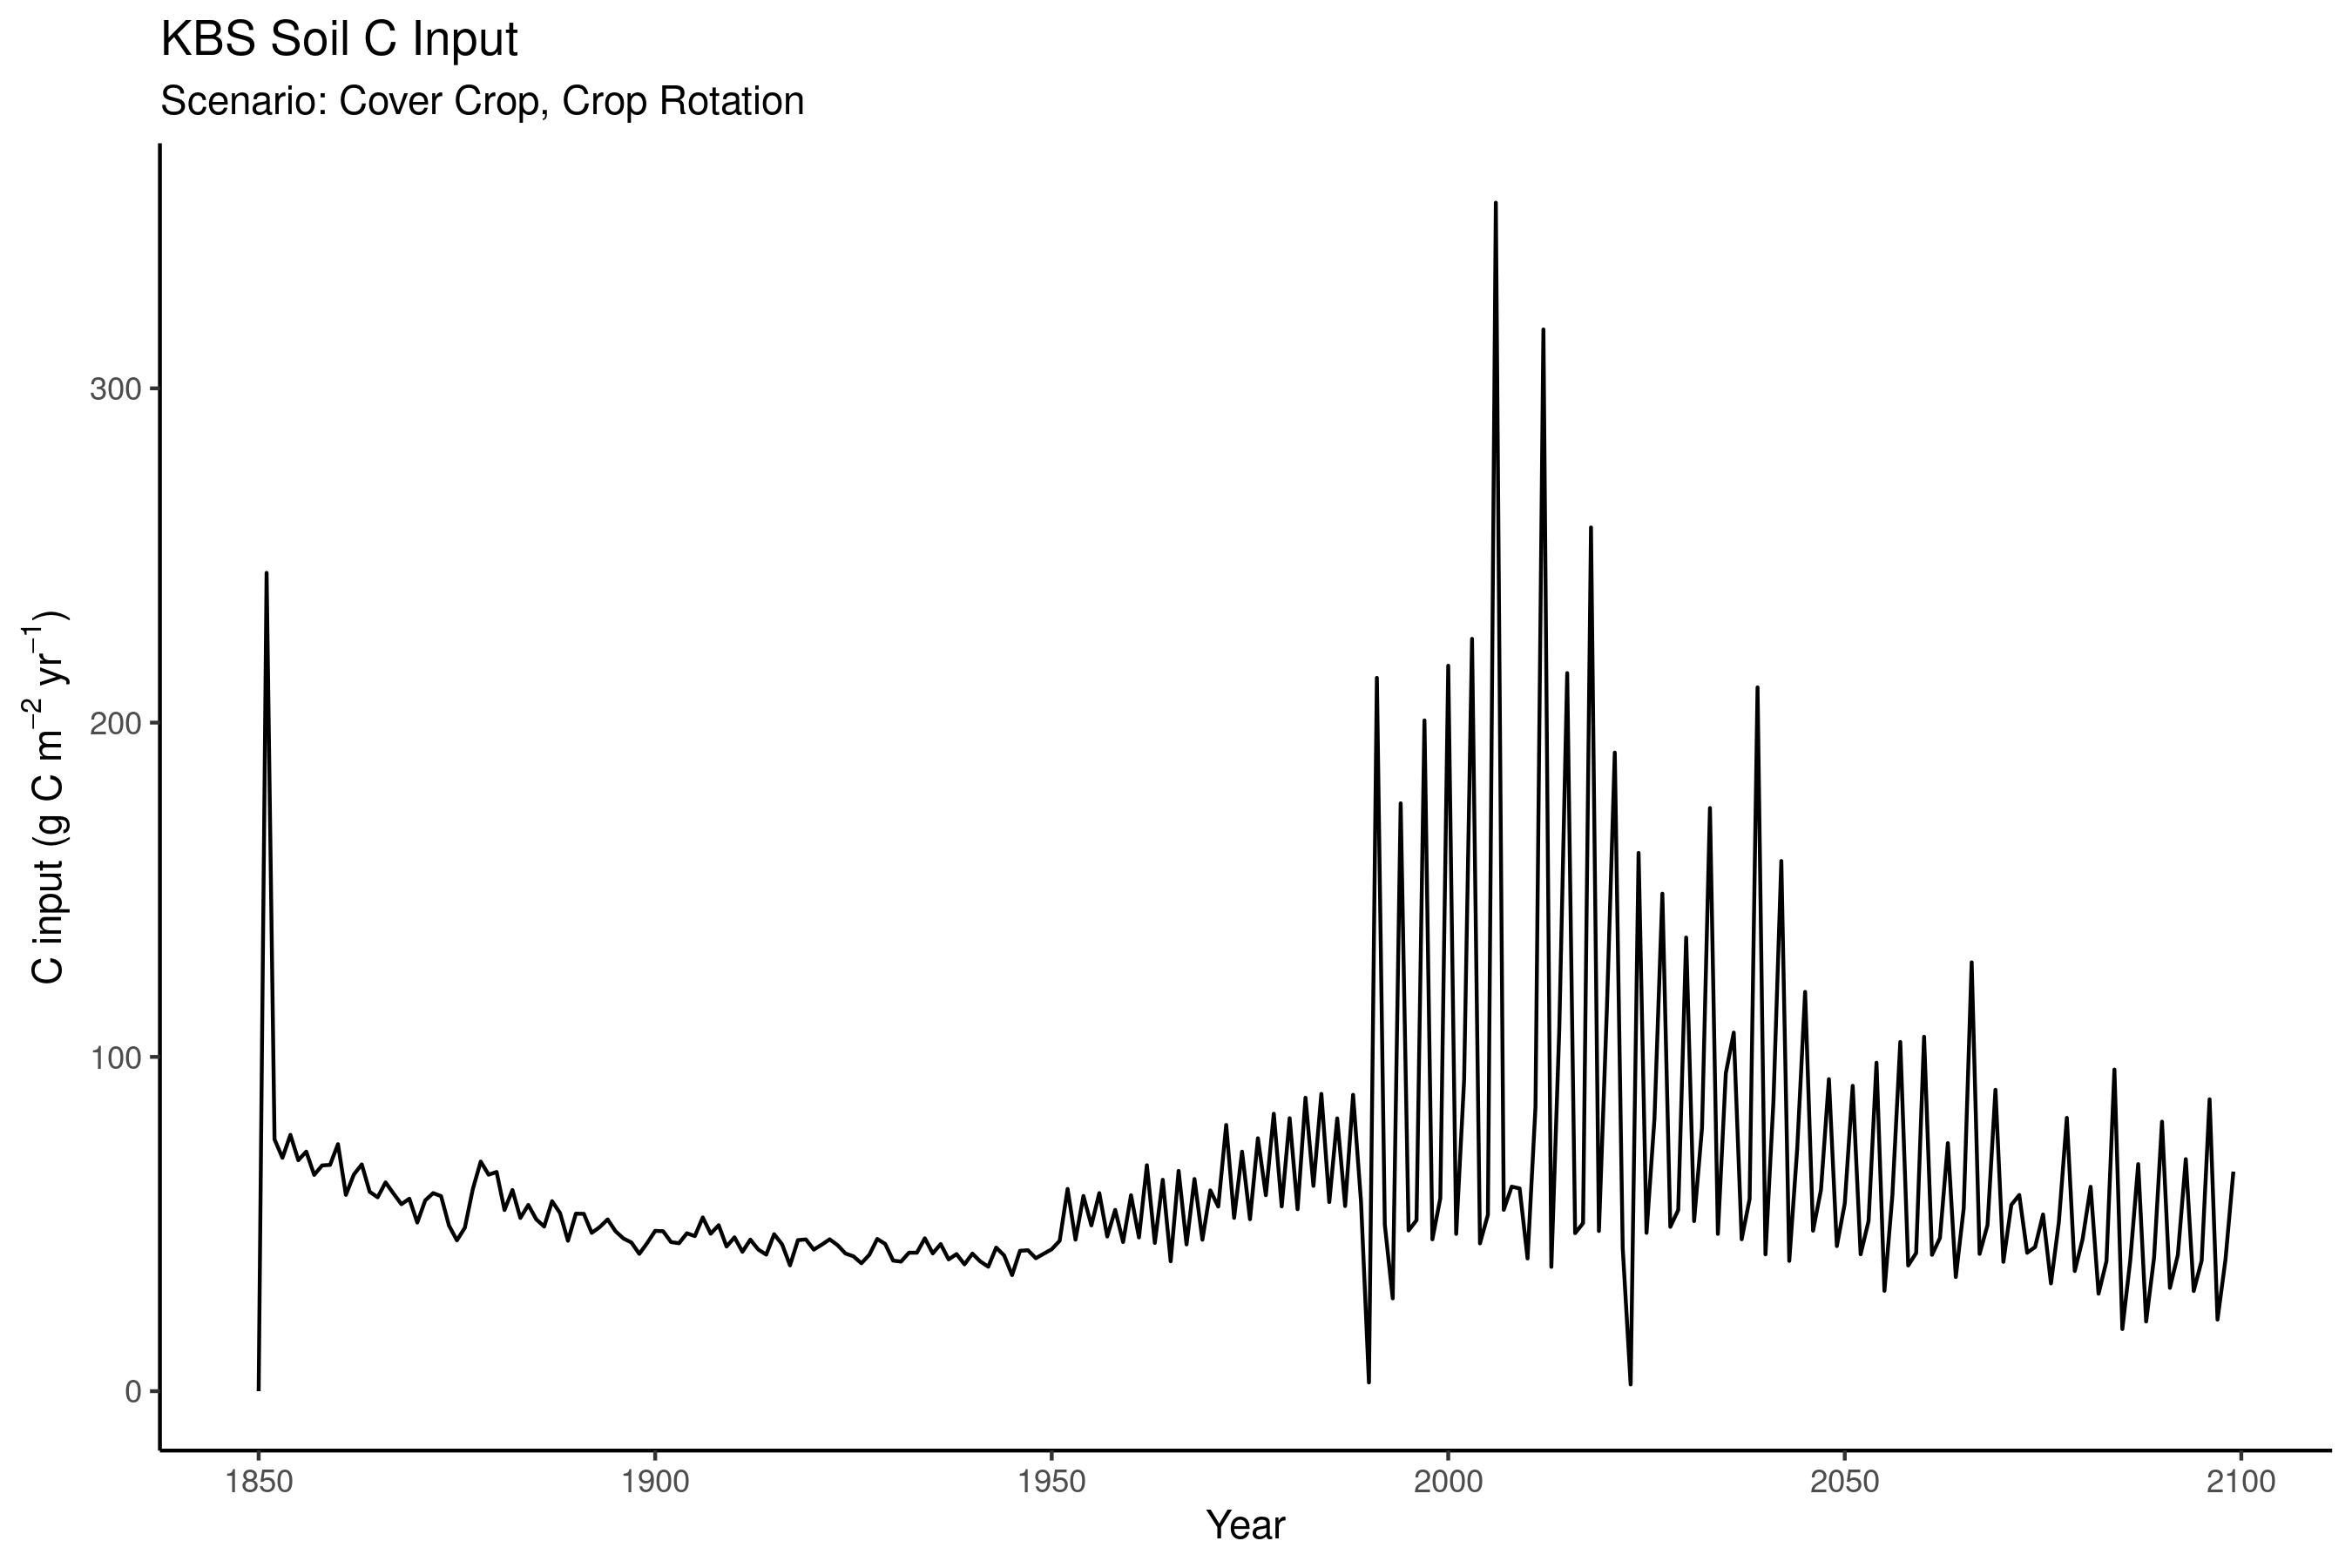 KBS Soil C Input
Scenario: Cover Crop, Crop Rotation
C input (g C m⁻² yr⁻¹)
300
200
100
0
1850 1900 1950 2000 2050 2100
Year